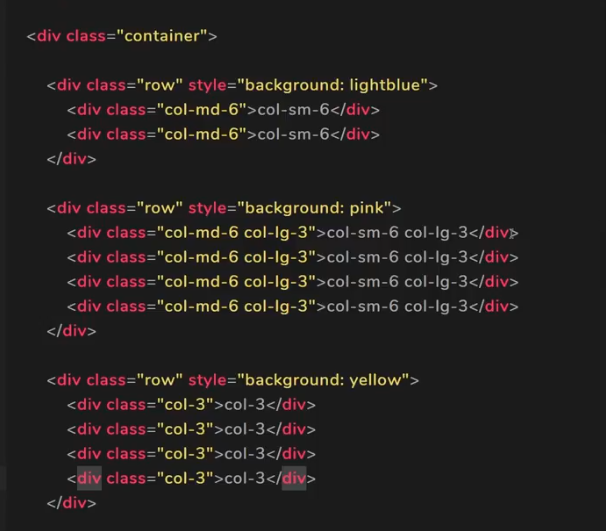 <div class="container">
<div class="row" style="background: lightblue">
<div class="col-md-6">col-sm-6</div>
<div class="col-md-6">col-sm-6</div>
</div>
<div class="row" style="background: pink">
<div class="col-md-6 col-lg-3">col-sm-6 col-lg-3</div>
<div class="col-md-6 col-lg-3">col-sm-6 col-lg-3</div>
<div class="col-md-6 col-lg-3">col-sm-6 col-lg-3</div>
<div class="col-md-6 col-lg-3">col-sm-6 col-lg-3</div>
</div>
<div class="row" style="background: yellow">
<div class="col-3">col-3</div>
<div class="col-3">col-3</div>
<div class="col-3">col-3</div>
<div class="col-3">col-3</div>
</div>